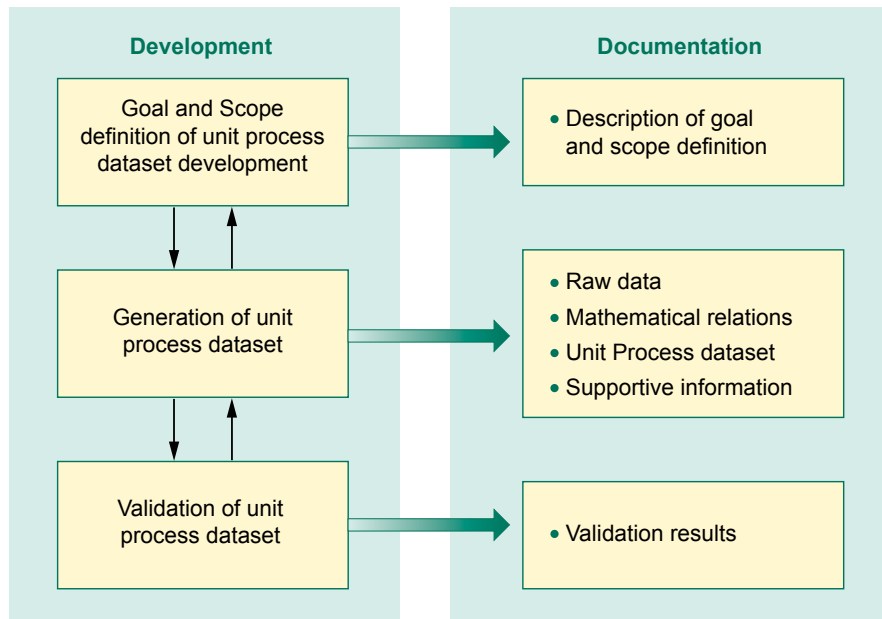 Development
Goal and Scope
definition of unit process
dataset development
Generation of unit
process dataset
Validation of unit
process dataset
Documentation
• Description of goal
and scope definition
• Raw data
• Mathematical relations
• Unit Process dataset
• Supportive information
• Validation results